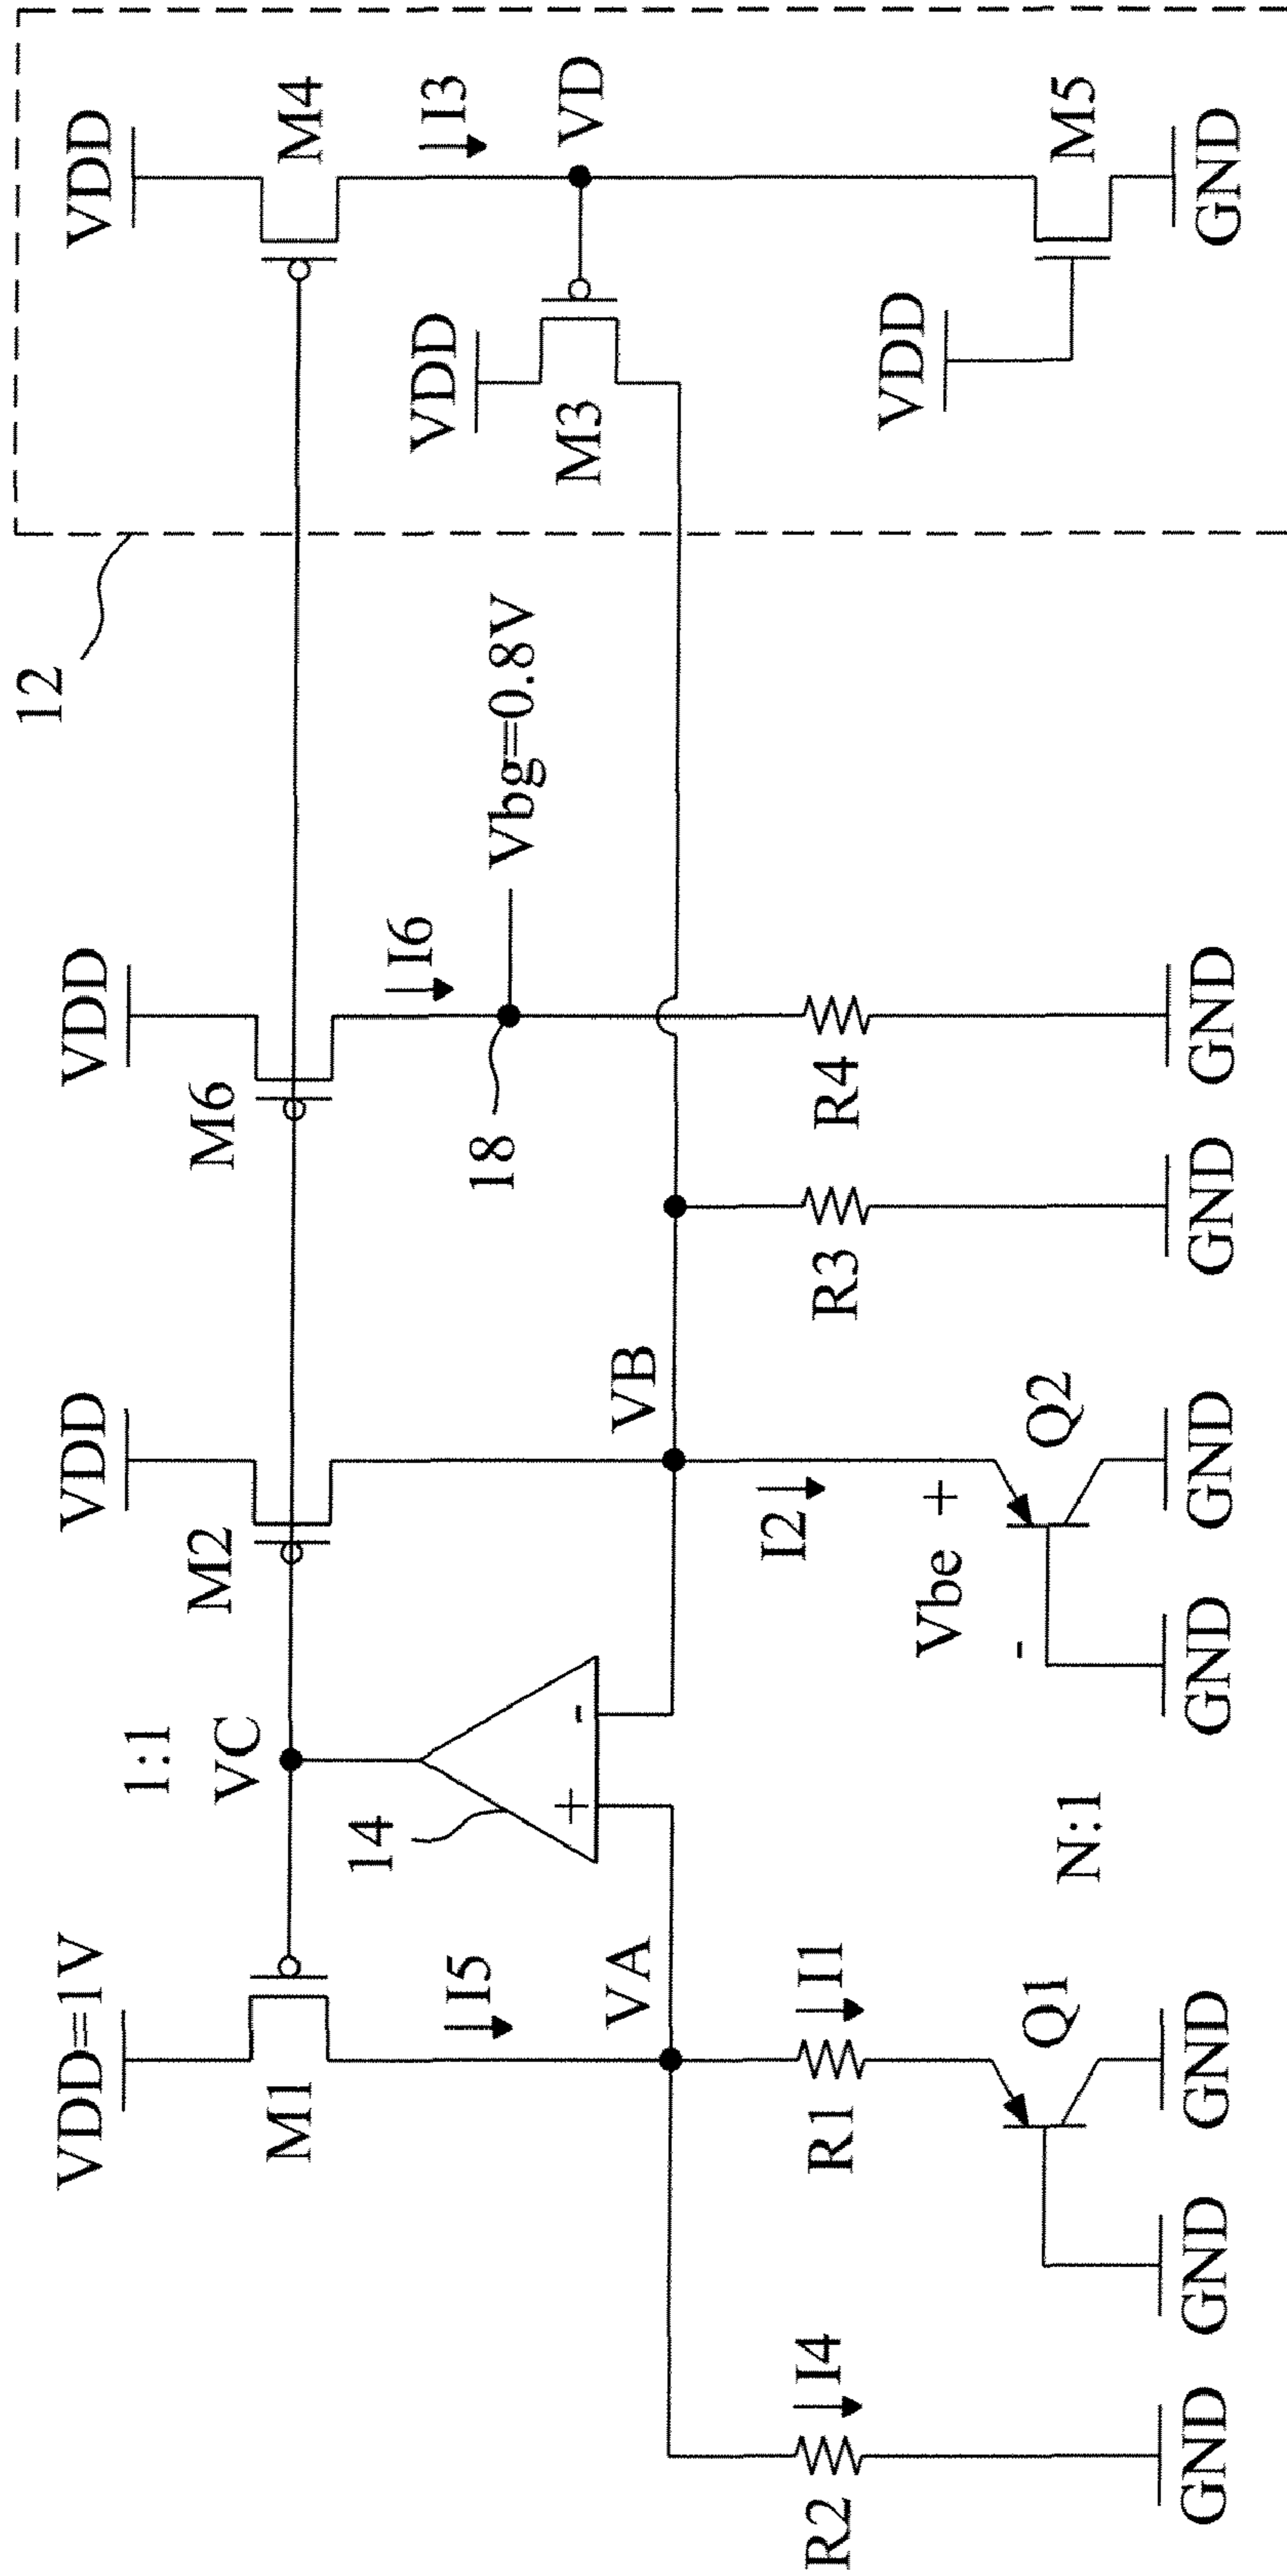 VDD=1V
1:1
VDD
VDD
12
VDD
M1
VC
M2
M6
M4
14
I5
I6
I3
18
Vbg=0.8V
VDD
M3
VD
VA
+
-
VB
R2
I4
R1
I1
I2
R3
R4
VDD
Vbe
+
-
Q1
N:1
Q2
M5
GND
GND
GND
GND
GND
GND
GND
GND